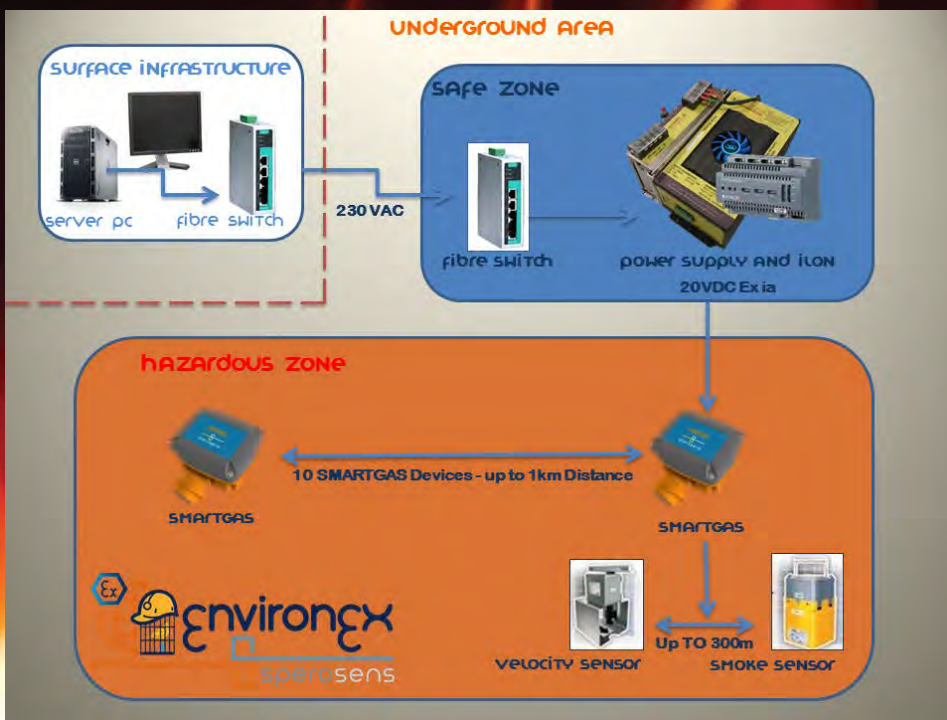 UNDERGROUND AREA
SURFACE INFRASTRUCTURE
SAFE ZONE
SERVER PC
FIBRE SWITCH
230 VAC
FIBRE SWITCH
POWER SUPPLY AND ILON
20VDC Ex ia
HAZARDOUS ZONE
10 SMARTGAS Devices - up to 1km Distance
SMARTGAS
SMARTGAS
Ex
ENVIRONEX
sperosens
Up TO 300m
VELOCITY SENSOR
SMOKE SENSOR